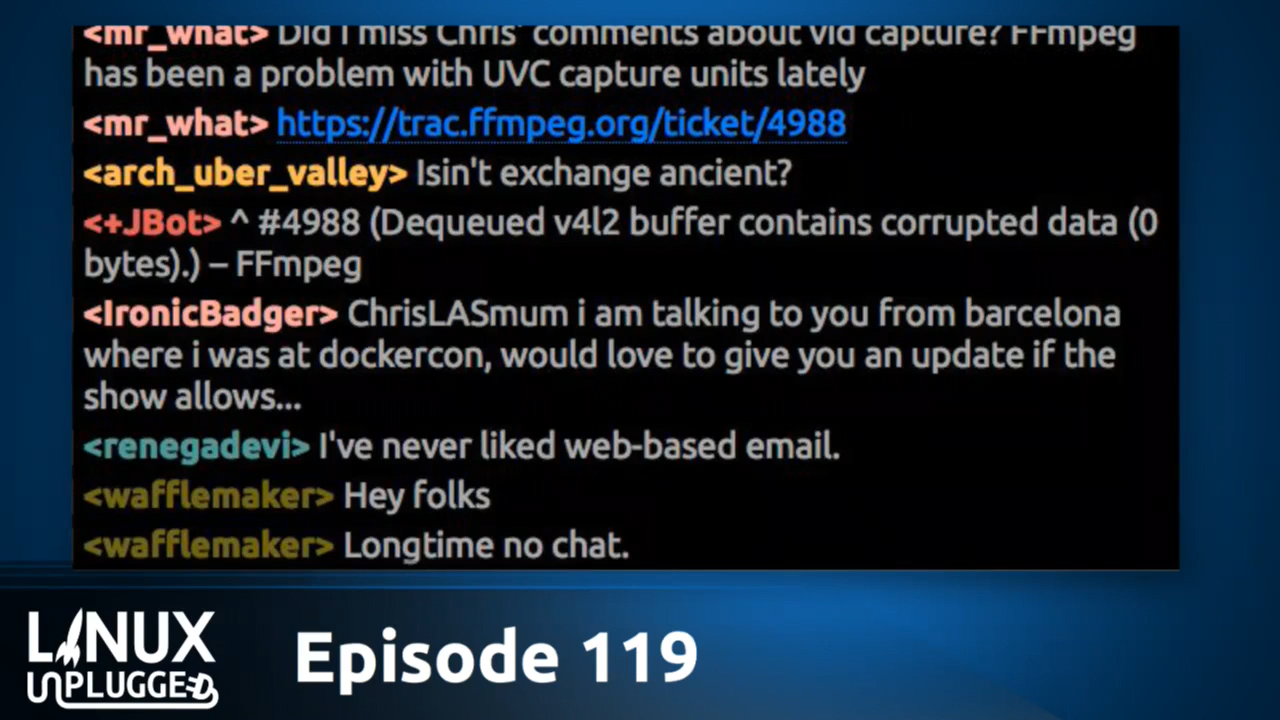 <mr_what> Did I miss Chris' comments about vid capture? FFmpeg
has been a problem with UVC capture units lately
<mr_what> https://trac.ffmpeg.org/ticket/4988
<arch_uber_valley> Isin't exchange ancient?
<+JBot> ^ #4988 (Dequeued v4l2 buffer contains corrupted data (0
bytes).) – FFmpeg
<IronicBadger> ChrisLASmum i am talking to you from barcelona
where i was at dockercon, would love to give you an update if the
show allows...
<renegadevi> I've never liked web-based email.
<wafflemaker> Hey folks
<wafflemaker> Longtime no chat.
LINUX
UNPLUGGED
Episode 119